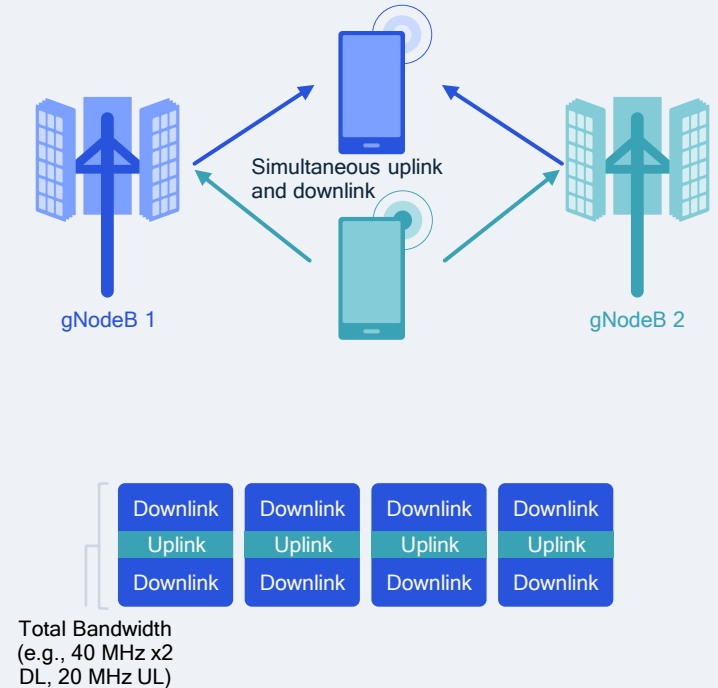 Simultaneous uplink
and downlink
gNodeB 1
gNodeB 2
Downlink Downlink Downlink Downlink
Uplink Uplink Uplink Uplink
Downlink Downlink Downlink Downlink
Total Bandwidth
(e.g., 40 MHz x2
DL, 20 MHz UL)